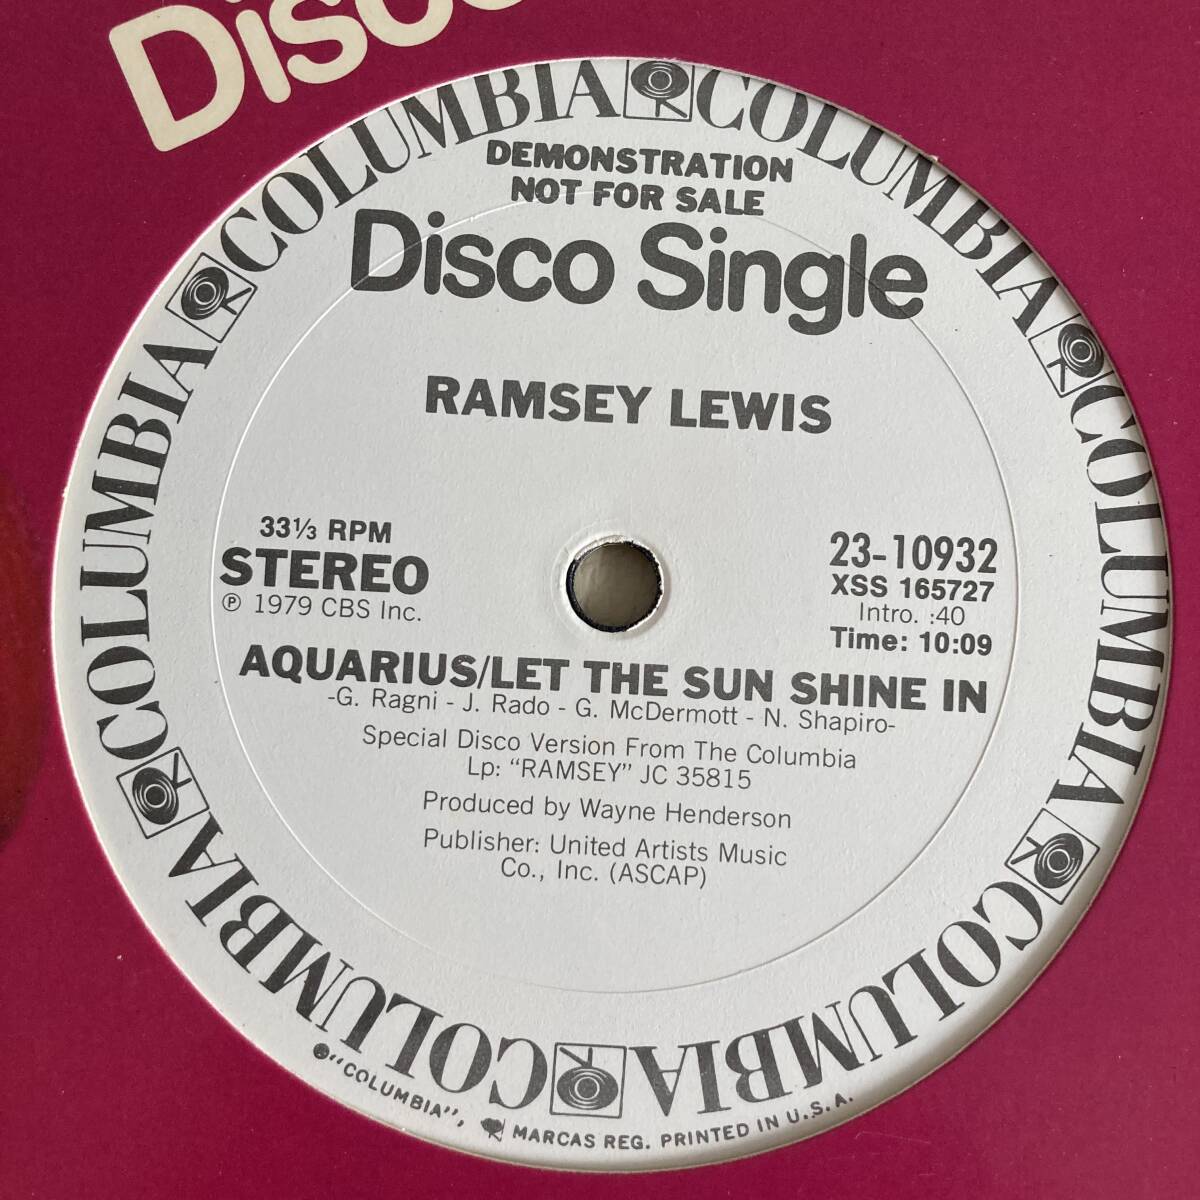 Disco
COLUMBIA COLUMBIA COLUMBIA COLUMBIA COLUMBIA COLUMBIA COLUMBIA COLUMBIA
DEMONSTRATION
NOT FOR SALE
Disco Single
RAMSEY LEWIS
33⅓ RPM
STEREO
℗ 1979 CBS Inc.
23-10932
XSS 165727
Intro. :40
Time: 10:09
AQUARIUS/LET THE SUN SHINE IN
-G. Ragni - J. Rado - G. McDermott - N. Shapiro-
Special Disco Version From The Columbia
Lp: “RAMSEY” JC 35815
Produced by Wayne Henderson
Publisher: United Artists Music
Co., Inc. (ASCAP)
"COLUMBIA", MARCAS REG. PRINTED IN U.S.A.